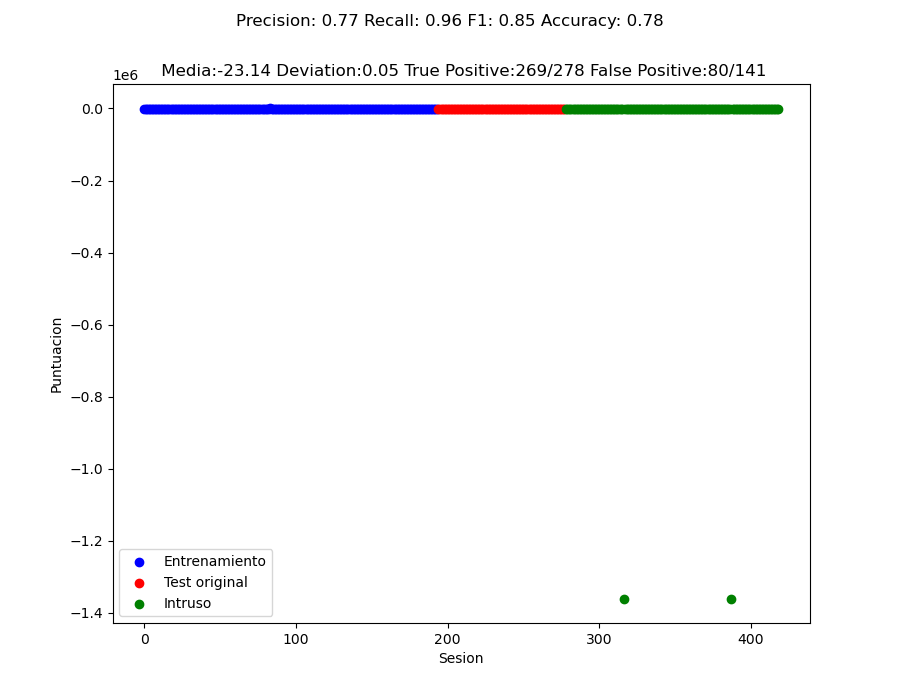 Precision: 0.77 Recall: 0.96 F1: 0.85 Accuracy: 0.78
Media:-23.14 Deviation:0.05 True Positive:269/278 False Positive:80/141
1e6
0.0
−0.2
−0.4
−0.6
−0.8
−1.0
−1.2
−1.4
Puntuacion
Entrenamiento
Test original
Intruso
0 100 200 300 400
Sesion